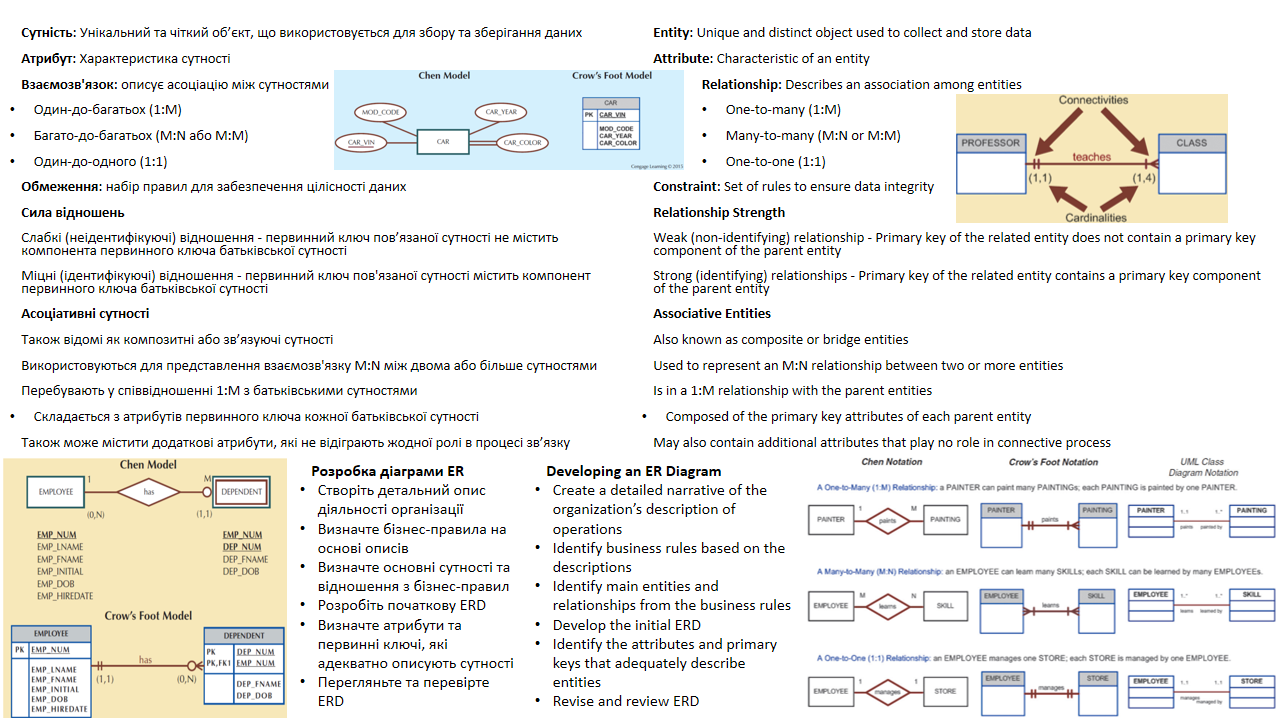 Сутність: Унікальний та чіткий об’єкт, що використовується для збору та зберігання даних
Атрибут: Характеристика сутності
Взаємозв'язок: описує асоціацію між сутностями
• Один-до-багатьох (1:M)
• Багато-до-багатьох (M:N або M:M)
• Один-до-одного (1:1)
Обмеження: набір правил для забезпечення цілісності даних
Сила відношень
Слабкі (неідентифікуючі) відношення - первинний ключ пов’язаної сутності не містить
компонента первинного ключа батьківської сутності
Міцні (ідентифікуючі) відношення - первинний ключ пов'язаної сутності містить компонент
первинного ключа батьківської сутності
Асоціативні сутності
Також відомі як композитні або зв’язуючі сутності
Використовуються для представлення взаємозв'язку M:N між двома або більше сутностями
Перебувають у співвідношенні 1:M з батьківськими сутностями
• Складається з атрибутів первинного ключа кожної батьківської сутності
Також може містити додаткові атрибути, які не відіграють жодної ролі в процесі зв’язку
Chen Model
Crow's Foot Model
MOD_CODE
CAR_YEAR
CAR_VIN
CAR
CAR_COLOR
CAR
PK CAR_VIN
MOD_CODE
CAR_YEAR
CAR_COLOR
Cengage Learning © 2015
Entity: Unique and distinct object used to collect and store data
Attribute: Characteristic of an entity
Relationship: Describes an association among entities
• One-to-many (1:M)
• Many-to-many (M:N or M:M)
• One-to-one (1:1)
Constraint: Set of rules to ensure data integrity
Relationship Strength
Weak (non-identifying) relationship - Primary key of the related entity does not contain a primary key
component of the parent entity
Strong (identifying) relationships - Primary key of the related entity contains a primary key component
of the parent entity
Associative Entities
Also known as composite or bridge entities
Used to represent an M:N relationship between two or more entities
Is in a 1:M relationship with the parent entities
• Composed of the primary key attributes of each parent entity
May also contain additional attributes that play no role in connective process
Connectivities
PROFESSOR
teaches
CLASS
(1,1)
(1,4)
Cardinalities
Chen Model
EMPLOYEE
1
has
M
DEPENDENT
(0,N)
(1,1)
EMP_NUM
EMP_LNAME
EMP_FNAME
EMP_INITIAL
EMP_DOB
EMP_HIREDATE
EMP_NUM
DEP_NUM
DEP_FNAME
DEP_DOB
Crow's Foot Model
EMPLOYEE
PK EMP_NUM
EMP_LNAME
EMP_FNAME
EMP_INITIAL
EMP_DOB
EMP_HIREDATE
has
(1,1)
(0,N)
DEPENDENT
PK DEP_NUM
PK,FK1 EMP_NUM
DEP_FNAME
DEP_DOB
Розробка діаграми ER
• Створіть детальний опис
діяльності організації
• Визначте бізнес-правила на
основі описів
• Визначте основні сутності та
відношення з бізнес-правил
• Розробіть початкову ERD
• Визначте атрибути та
первинні ключі, які
адекватно описують сутності
• Перегляньте та перевірте
ERD
Developing an ER Diagram
• Create a detailed narrative of the
organization’s description of
operations
• Identify business rules based on the
descriptions
• Identify main entities and
relationships from the business rules
• Develop the initial ERD
• Identify the attributes and primary
keys that adequately describe
entities
• Revise and review ERD
Chen Notation
Crow's Foot Notation
UML Class
Diagram Notation
A One-to-Many (1:M) Relationship: a PAINTER can paint many PAINTINGs; each PAINTING is painted by one PAINTER.
PAINTER
1
paints
M
PAINTING
PAINTER
paints
PAINTING
PAINTER
1..1
1..*
paints
painted by
PAINTING
A Many-to-Many (M:N) Relationship: an EMPLOYEE can learn many SKILLs; each SKILL can be learned by many EMPLOYEEs.
EMPLOYEE
M
learns
N
SKILL
EMPLOYEE
learns
SKILL
EMPLOYEE
1..*
1..*
learns
learned by
SKILL
A One-to-One (1:1) Relationship: an EMPLOYEE manages one STORE; each STORE is managed by one EMPLOYEE.
EMPLOYEE
1
manages
1
STORE
EMPLOYEE
manages
STORE
EMPLOYEE
1..1
1..1
manages
managed by
STORE